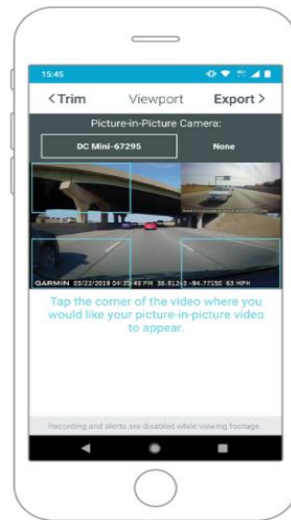 15:45
<Trim Viewport Export>
Picture-in-Picture Camera:
DC Mini-67295 None
GARMIN 03/22/2019 04:35:49 PM 38.91243 -94.77150 63 MPH
Tap the corner of the video where you
would like your picture-in-picture video
to appear.
Recording and alerts are disabled while viewing footage.